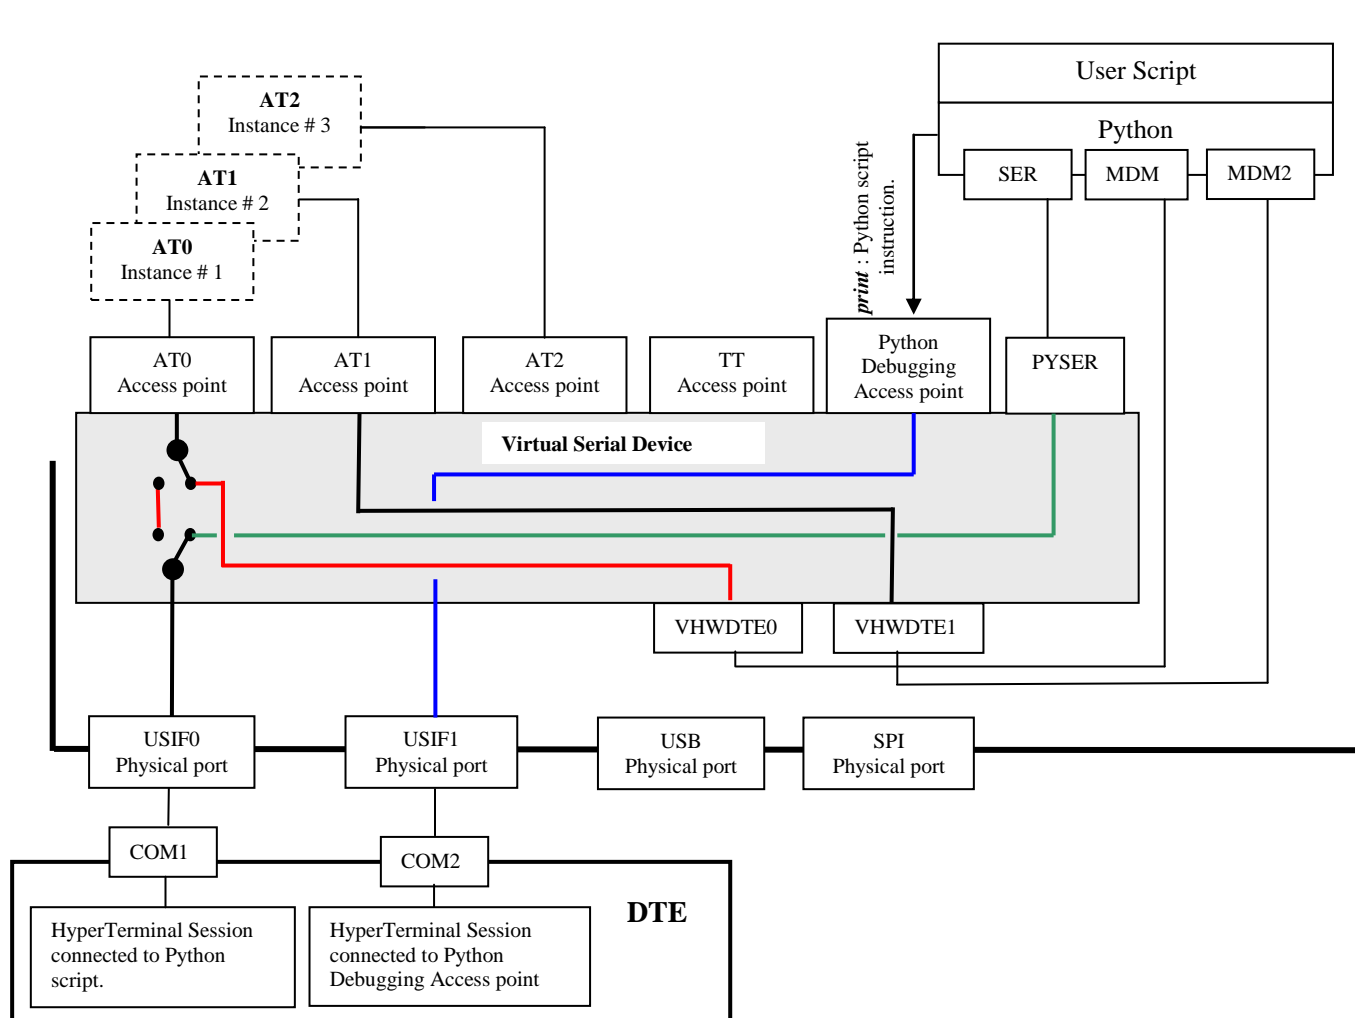 User Script
Python
SER
MDM
MDM2
AT2
Instance # 3
AT1
Instance # 2
AT0
Instance # 1
print : Python script
instruction.
AT0
Access point
AT1
Access point
AT2
Access point
TT
Access point
Python
Debugging
Access point
PYSER
Virtual Serial Device
VHWDTE0
VHWDTE1
USIF0
Physical port
USIF1
Physical port
USB
Physical port
SPI
Physical port
COM1
COM2
DTE
HyperTerminal Session
connected to Python
script.
HyperTerminal Session
connected to Python
Debugging Access point